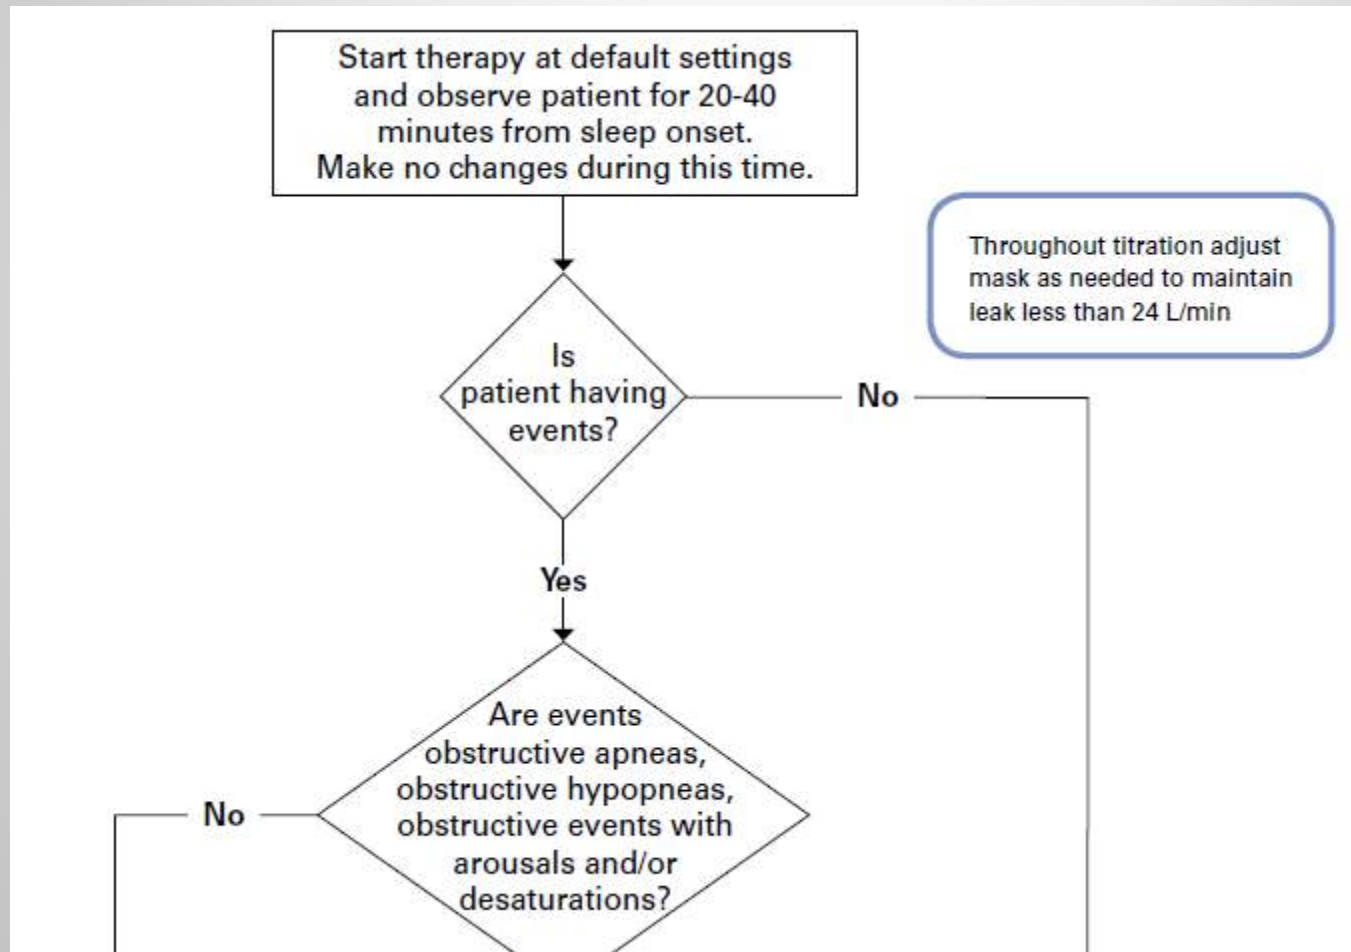 Start therapy at default settings
and observe patient for 20-40
minutes from sleep onset.
Make no changes during this time.
Throughout titration adjust
mask as needed to maintain
leak less than 24 L/min
Is
patient having
events?
No
Yes
Are events
obstructive apneas,
obstructive hypopneas,
obstructive events with
arousals and/or
desaturations?
No